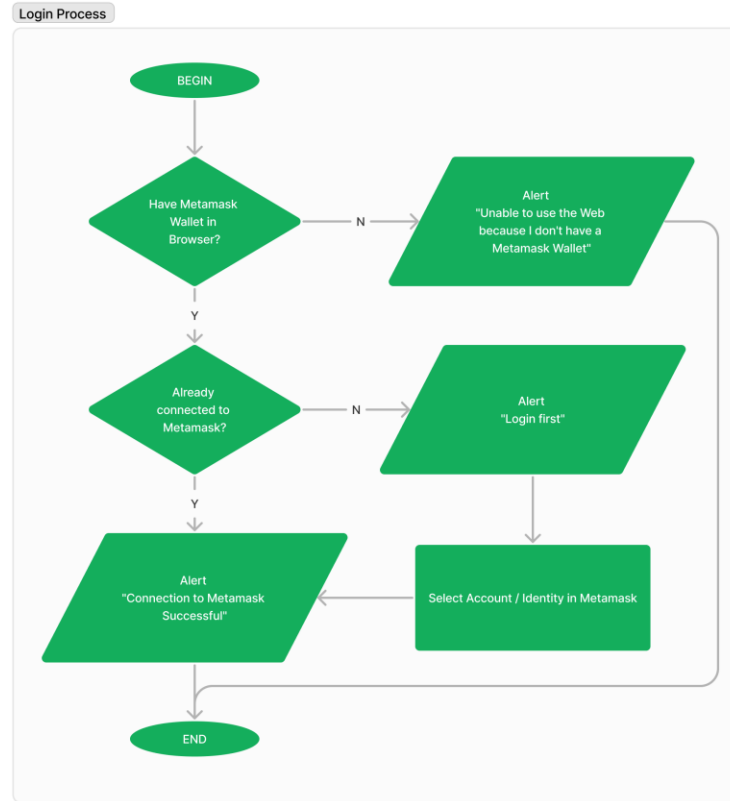 Login Process
BEGIN
Have Metamask
Wallet in
Browser?
N
Alert
"Unable to use the Web
because I don't have a
Metamask Wallet"
Y
Already
connected to
Metamask?
N
Alert
"Login first"
Y
Alert
"Connection to Metamask
Successful"
Select Account / Identity in Metamask
END